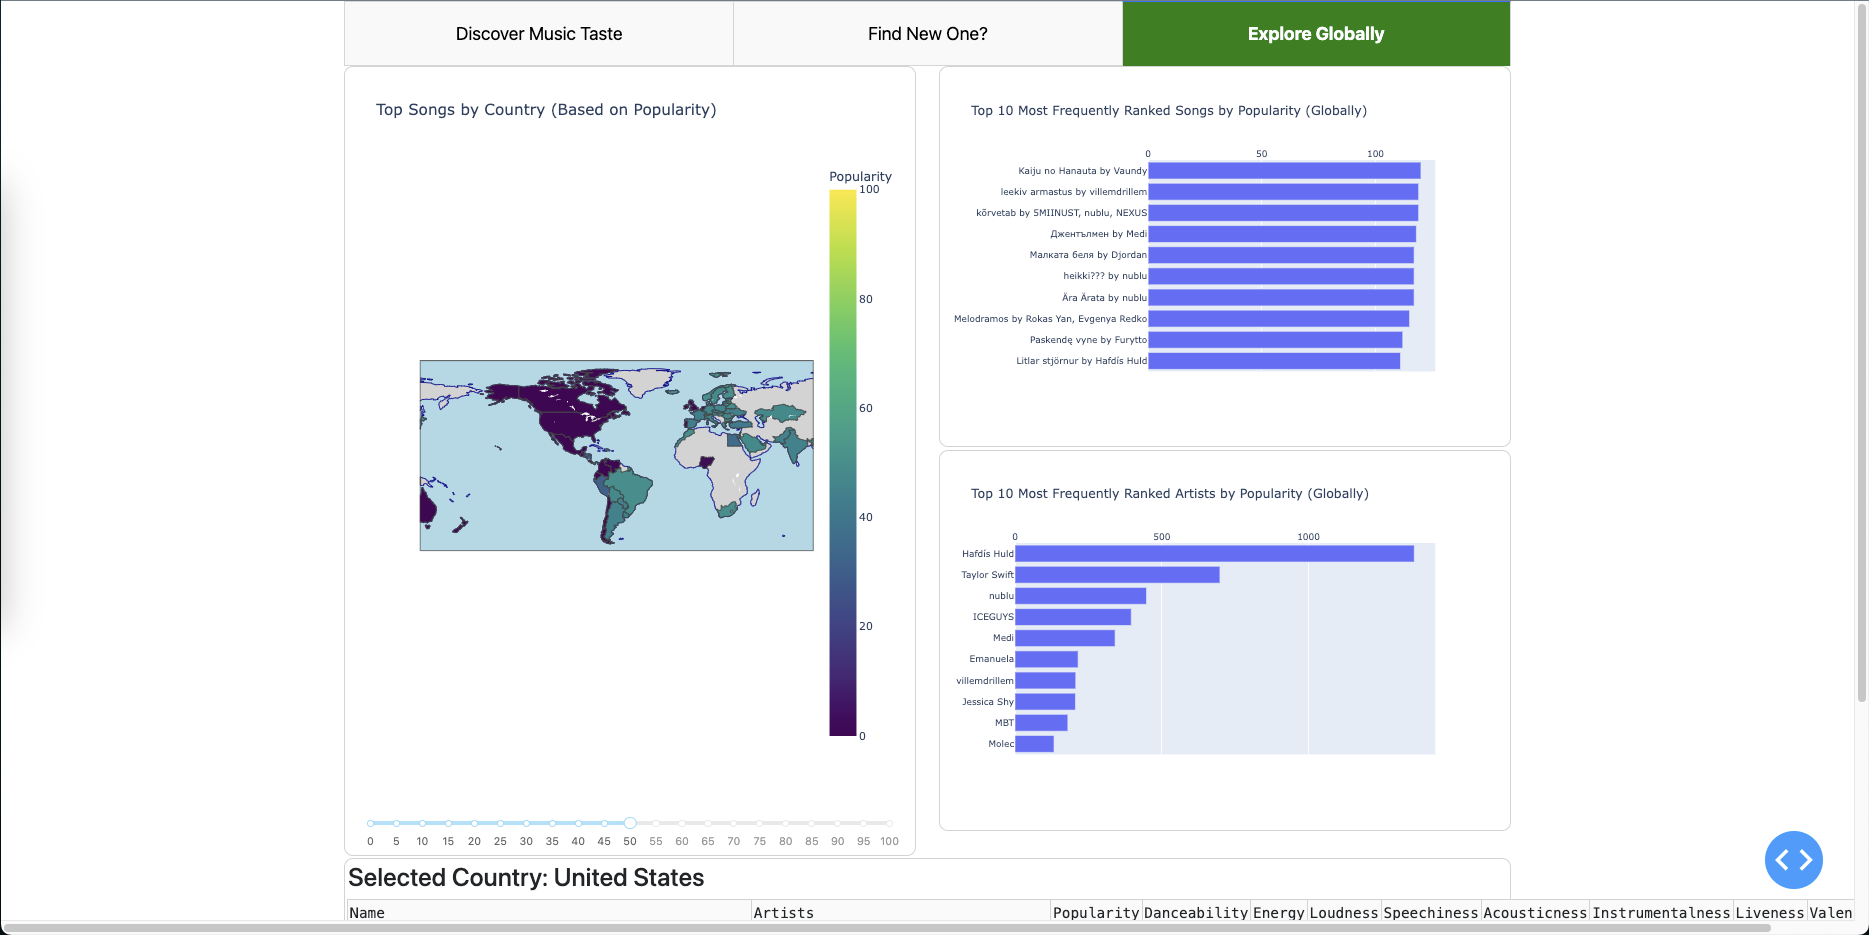 Discover Music Taste
Find New One?
Explore Globally
Top Songs by Country (Based on Popularity)
Popularity
100
80
60
40
20
0
0 5 10 15 20 25 30 35 40 45 50 55 60 65 70 75 80 85 90 95 100
Top 10 Most Frequently Ranked Songs by Popularity (Globally)
0 50 100
Kaiju no Hanauta by Vaundy
leekiv armastus by villemdrillem
kõrvetab by 5MIINUST, nublu, NEXUS
Джентълмен by Medi
Малката беля by Djordan
heikki??? by nublu
Ära Ärata by nublu
Melodramos by Rokas Yan, Evgenya Redko
Paskendę vyne by Furytto
Litlar stjörnur by Hafdís Huld
Top 10 Most Frequently Ranked Artists by Popularity (Globally)
0 500 1000
Hafdís Huld
Taylor Swift
nublu
ICEGUYS
Medi
Emanuela
villemdrillem
Jessica Shy
MBT
Molec
Selected Country: United States
Name Artists Popularity Danceability Energy Loudness Speechiness Acousticness Instrumentalness Liveness Valen